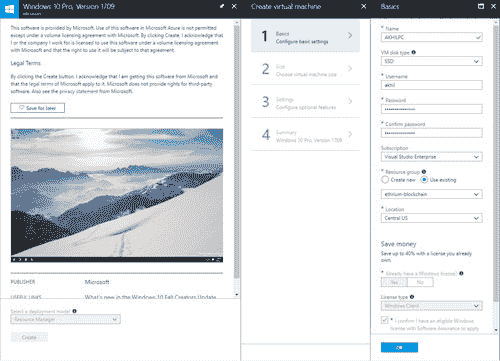 Windows 10 Pro, Version 1709
This software is provided by Microsoft. Use of this software in Microsoft Azure is not permitted
except under a volume licensing agreement with Microsoft. By clicking Create, I acknowledge that
I or the company I work for is licensed to use this software under a volume licensing agreement
with Microsoft and that the right to use it will be subject to that agreement.
Legal Terms
By clicking the Create button, I acknowledge that I am getting this software from Microsoft and
that the legal terms of Microsoft apply to it. Microsoft does not provide rights for third-party
software. Also see the privacy statement from Microsoft.
Save for later
PUBLISHER Microsoft
USEFUL LINKS What's new in the Windows 10 Fall Creators Update
Select a deployment model
Resource Manager
Create
Create virtual machine
1 Basics
Configure basic settings
2 Size
Choose virtual machine size
3 Settings
Configure optional features
4 Summary
Windows 10 Pro, Version 1709
Basics
* Name
AKHILPC
VM disk type
SSD
* Username
akhil
* Password
* Confirm password
Subscription
Visual Studio Enterprise
* Resource group
Create new Use existing
ethnium-blockchain
* Location
Central US
Save money
Save up to 40% with a license you already
own.
* Already have a Windows license?
Yes No
License type
Windows Client
* I confirm I have an eligible Windows
license with Software Assurance to apply
OK